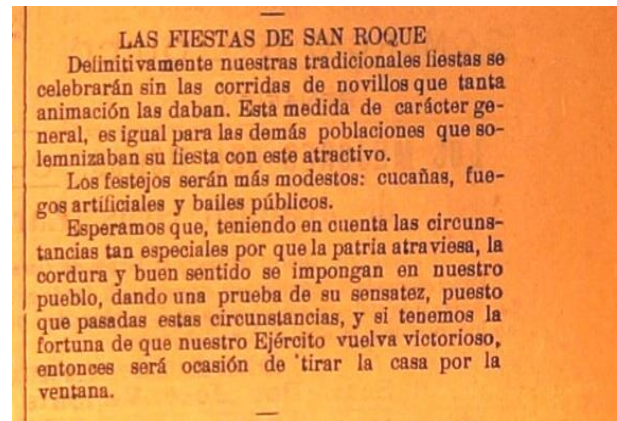 LAS FIESTAS DE SAN ROQUE
Definitivamente nuestras tradicionales fiestas se
celebrarán sin las corridas de novillos que tanta
animación las daban. Esta medida de carácter ge-
neral, es igual para las demás poblaciones que so-
lemnizaban su fiesta con este atractivo.
Los festejos serán más modestos: cucañas, fue-
gos artificiales y bailes públicos.
Esperamos que, teniendo en cuenta las circuns-
tancias tan especiales por que la patria atraviesa, la
cordura y buen sentido se impongan en nuestro
pueblo, dando una prueba de su sensatez, puesto
que pasadas estas circunstancias, y si tenemos la
fortuna de que nuestro Ejército vuelva victorioso,
entonces será ocasión de tirar la casa por la
ventana.